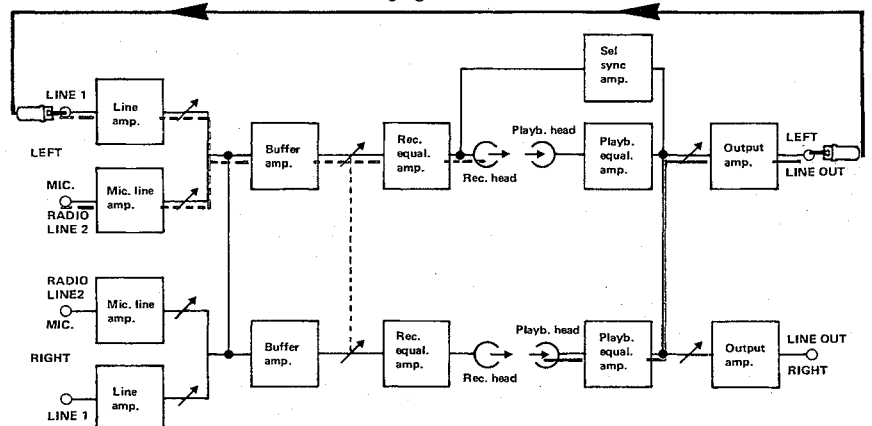 LINE 1
Line
amp.
LEFT
MIC.
RADIO
LINE 2
Mic. line
amp.
Buffer
amp.
Rec.
equal.
amp.
Sel
sync
amp.
Rec. head
Playb. head
Playb.
equal.
amp.
Output
amp.
LEFT
LINE OUT
RADIO
LINE2
MIC.
Mic. line
amp.
RIGHT
LINE 1
Line
amp.
Buffer
amp.
Rec.
equal.
amp.
Rec. head
Playb. head
Playb.
equal.
amp.
Output
amp.
LINE OUT
RIGHT